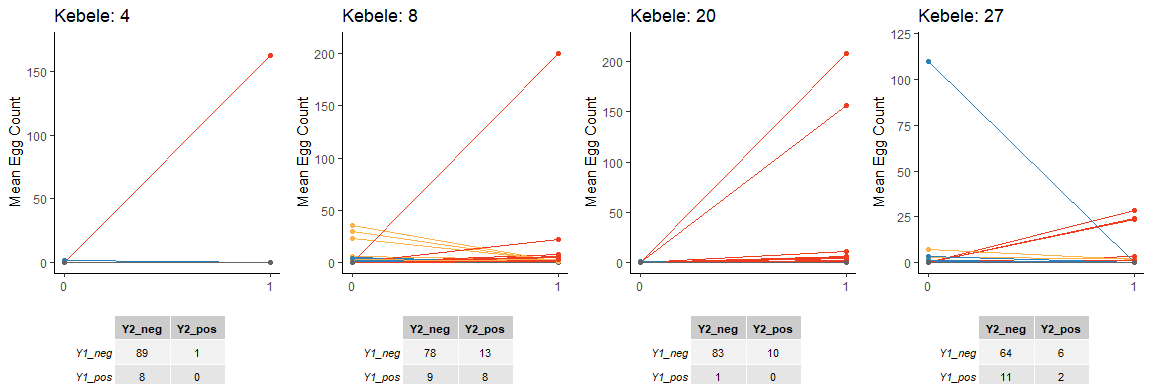 Kebele: 4
Mean Egg Count
150
100
50
0
0 1
Y2_neg Y2_pos
Y1_neg 89 1
Y1_pos 8 0
Kebele: 8
Mean Egg Count
200
150
100
50
0
0 1
Y2_neg Y2_pos
Y1_neg 78 13
Y1_pos 9 8
Kebele: 20
Mean Egg Count
200
150
100
50
0
0 1
Y2_neg Y2_pos
Y1_neg 83 10
Y1_pos 1 0
Kebele: 27
Mean Egg Count
125
100
75
50
25
0
0 1
Y2_neg Y2_pos
Y1_neg 64 6
Y1_pos 11 2